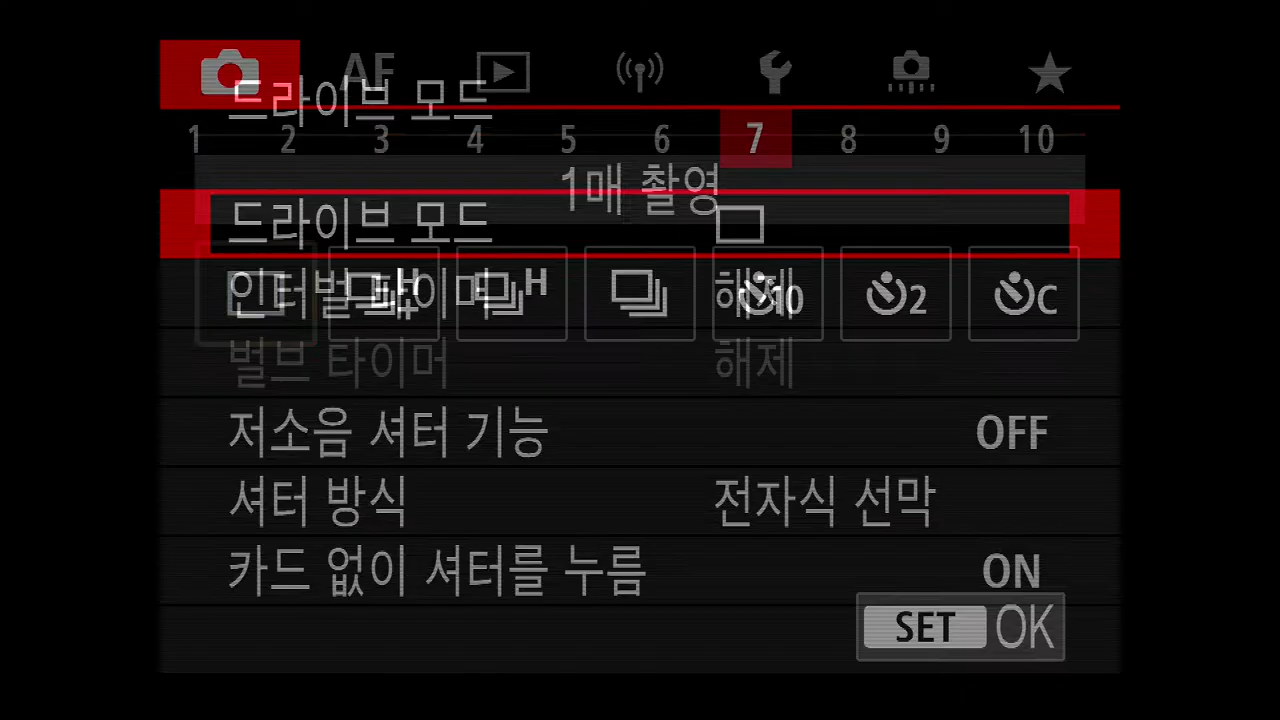 AF
드라이브 모드
1 2 3 4 5 6 7 8 9 10
1매 촬영
드라이브 모드
인터벌 타이머 해제
H H 10 2 C
벌브 타이머 해제
저소음 셔터 기능 OFF
셔터 방식 전자식 선막
카드 없이 셔터를 누름 ON
SET OK